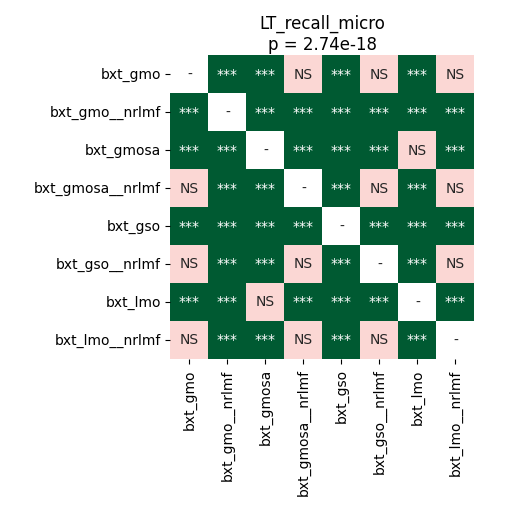 LT_recall_micro
p = 2.74e-18
bxt_gmo - *** *** NS *** NS *** NS
bxt_gmo__nrlmf *** - *** *** *** *** *** ***
bxt_gmosa *** *** - *** *** *** NS ***
bxt_gmosa__nrlmf NS *** *** - *** NS *** NS
bxt_gso *** *** *** *** - *** *** ***
bxt_gso__nrlmf NS *** *** NS *** - *** NS
bxt_lmo *** *** NS *** *** *** - ***
bxt_lmo__nrlmf NS *** *** NS *** NS *** -
bxt_gmo
bxt_gmo__nrlmf
bxt_gmosa
bxt_gmosa__nrlmf
bxt_gso
bxt_gso__nrlmf
bxt_lmo
bxt_lmo__nrlmf